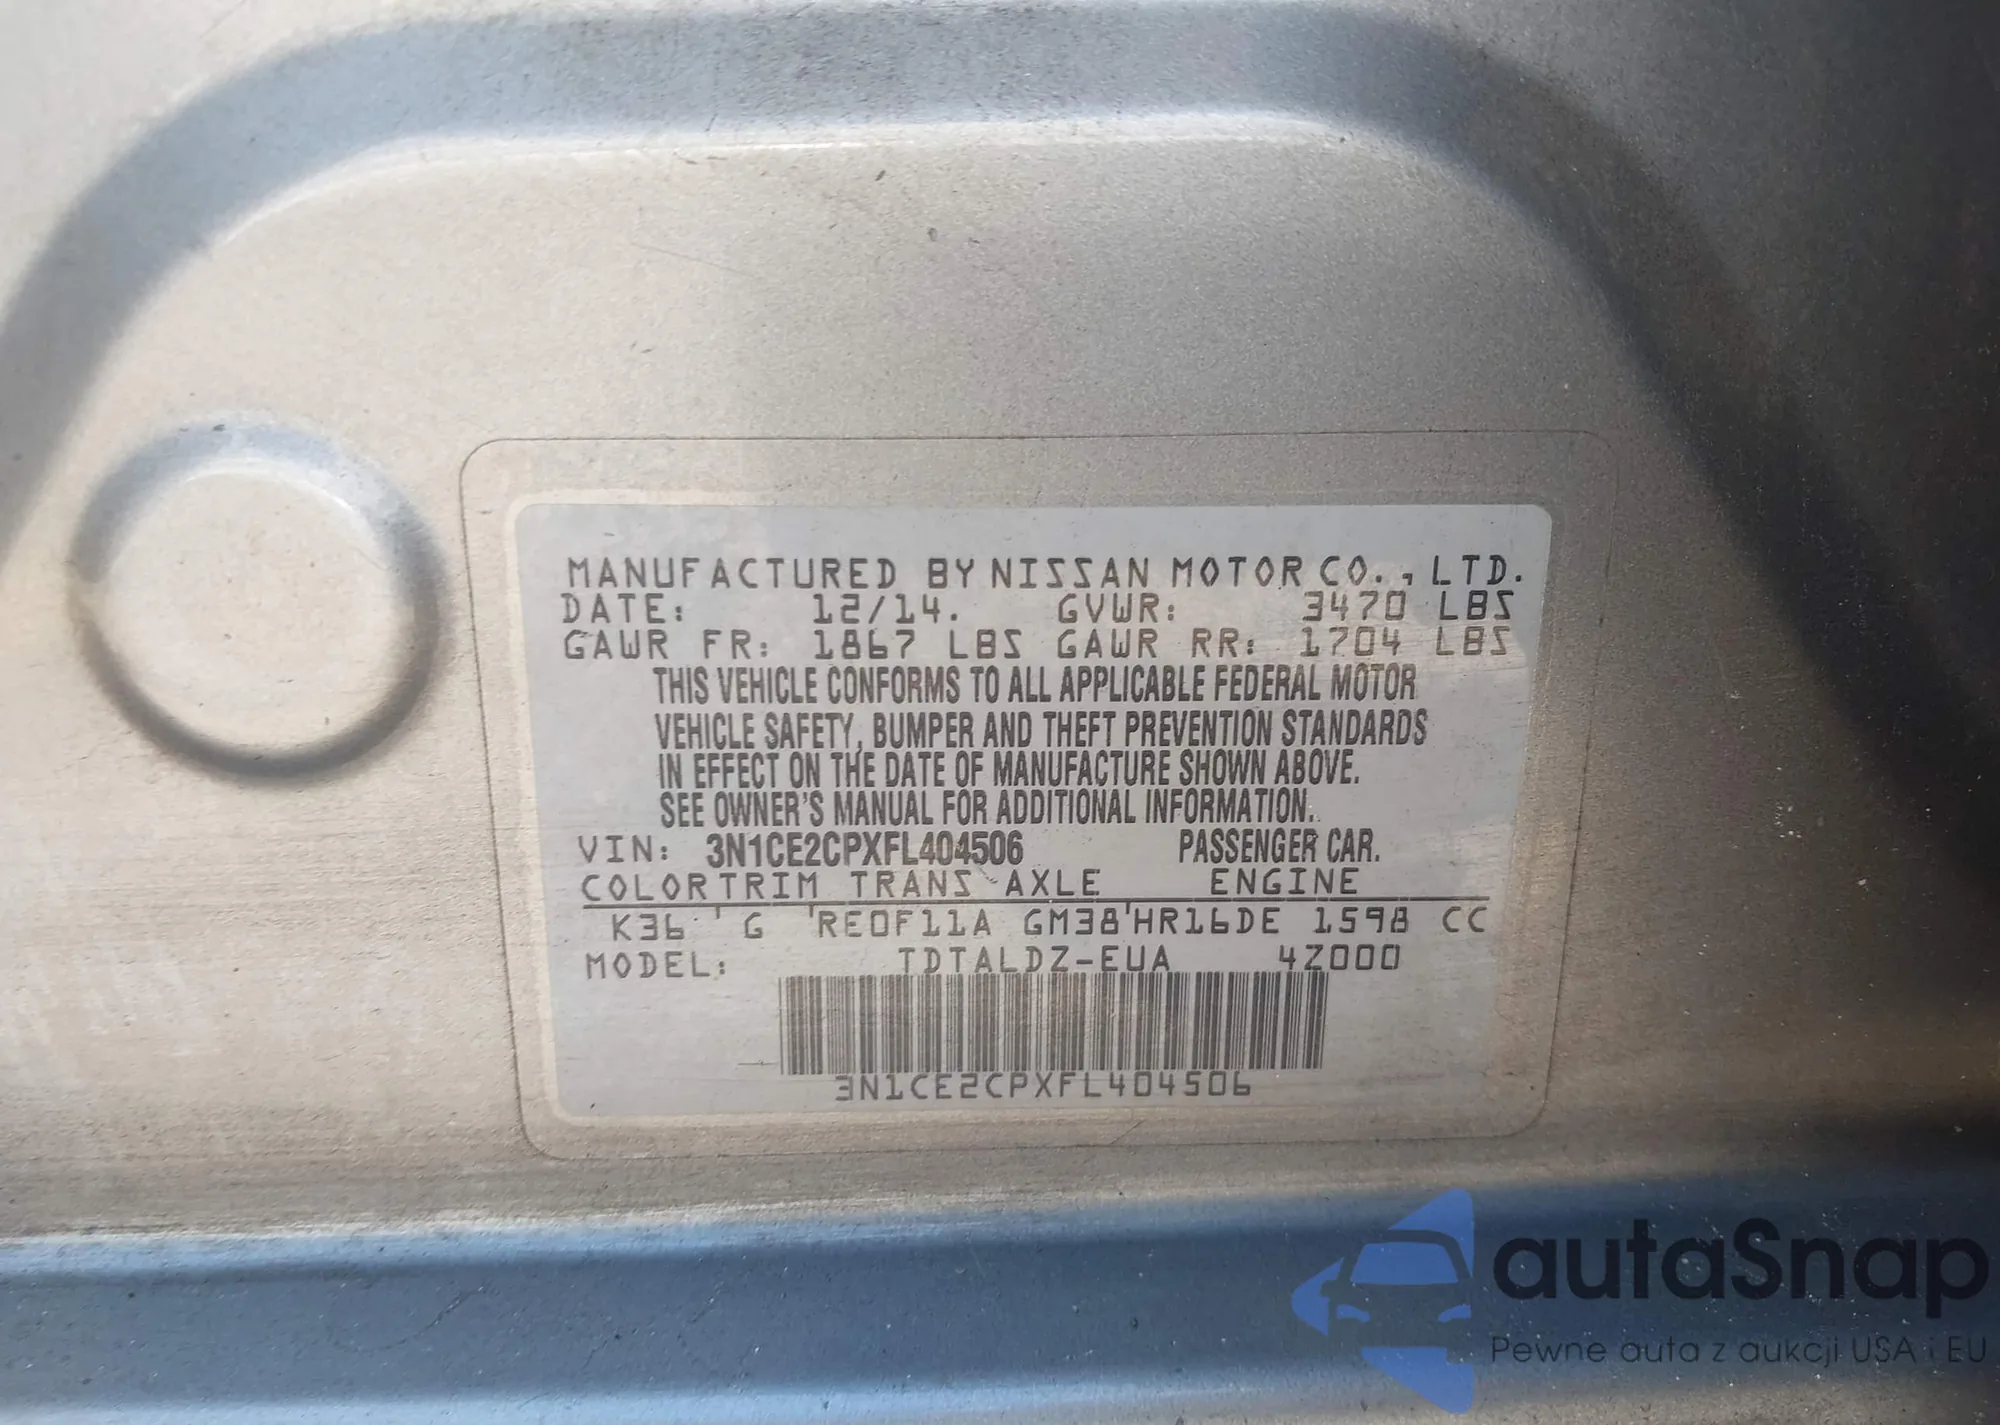 MANUFACTURED BY NISSAN MOTOR CO., LTD.
DATE: 12/14. GVWR: 3470 LBS
GAWR FR: 1867 LBS GAWR RR: 1704 LBS
THIS VEHICLE CONFORMS TO ALL APPLICABLE FEDERAL MOTOR
VEHICLE SAFETY, BUMPER AND THEFT PREVENTION STANDARDS
IN EFFECT ON THE DATE OF MANUFACTURE SHOWN ABOVE.
SEE OWNER'S MANUAL FOR ADDITIONAL INFORMATION.
VIN: 3N1CE2CPXFL404506 PASSENGER CAR.
COLOR TRIM TRANS AXLE ENGINE
K36 ' G 'RE0F11A GM38'HR16DE 1598 CC
MODEL: TDTALDZ-EUA 4Z000
3N1CE2CPXFL404506
autaSnap
Pewne auta z aukcji USA i EU